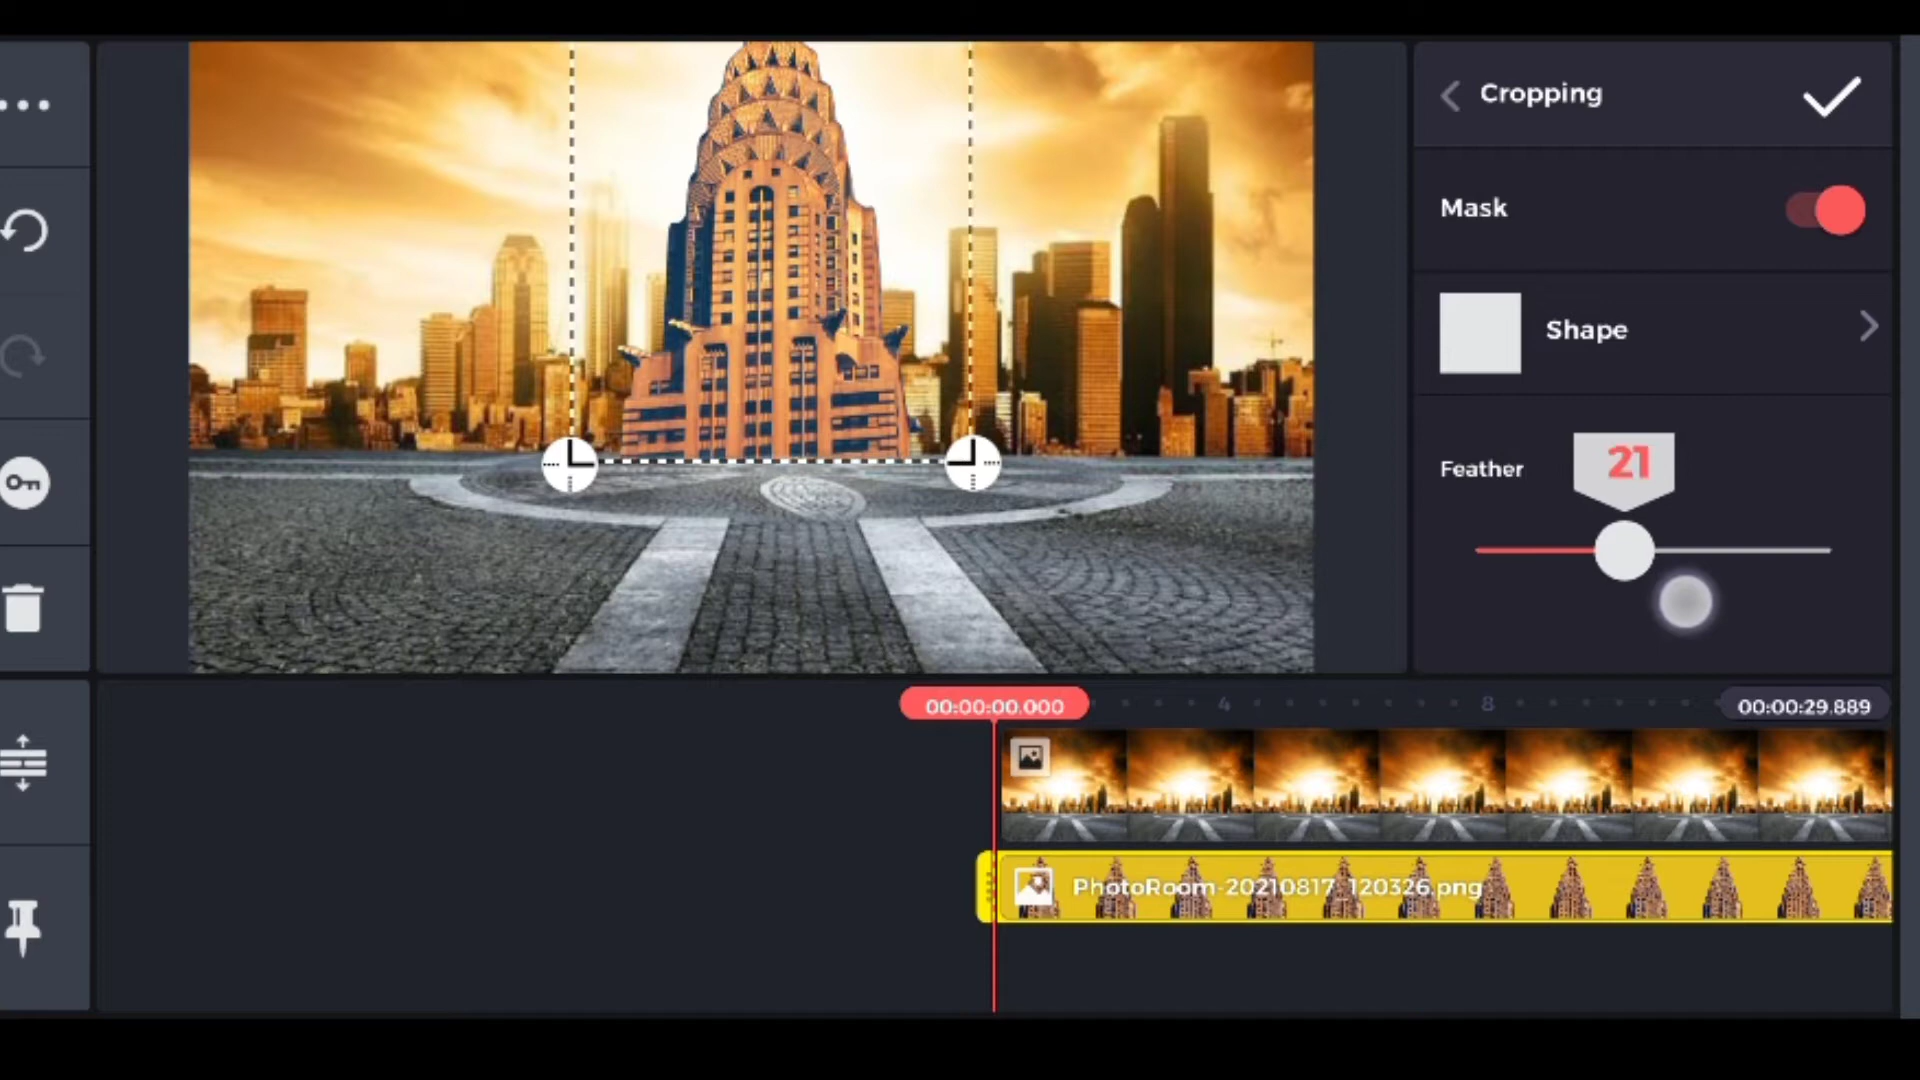 Cropping
Mask
Shape
Feather
21
00:00:00.000
4
8
00:00:29.889
PhotoRoom-20210817_120326.png